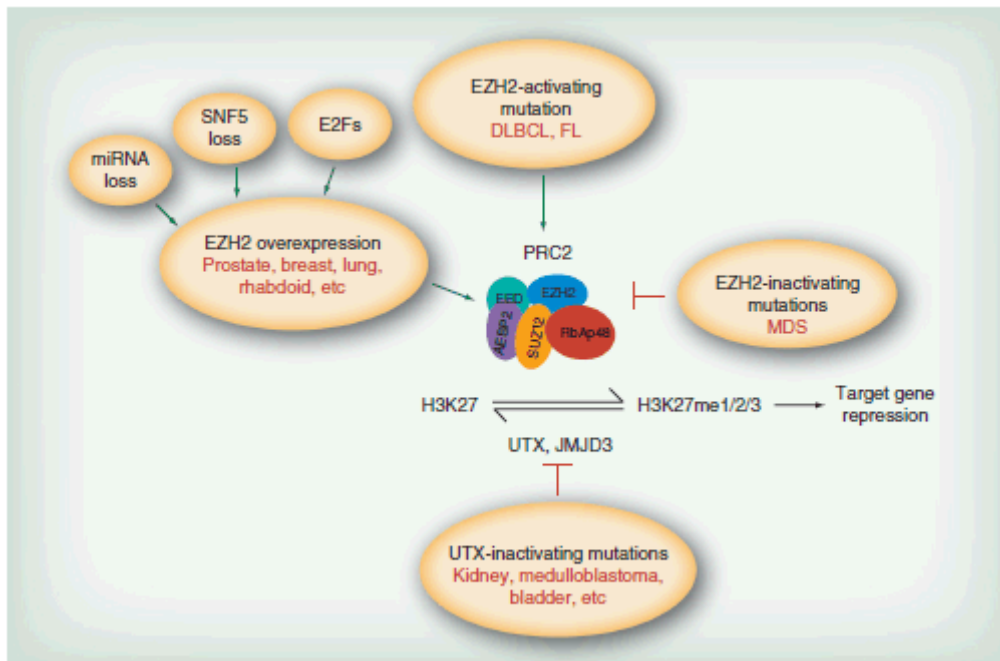 EZH2-activating
mutation
DLBCL, FL
SNF5
loss
E2Fs
miRNA
loss
EZH2 overexpression
Prostate, breast, lung,
rhabdoid, etc
PRC2
EED
EZH2
AEBP2
SUZ12
RbAp48
EZH2-inactivating
mutations
MDS
H3K27
H3K27me1/2/3
Target gene
repression
UTX, JMJD3
UTX-inactivating mutations
Kidney, medulloblastoma,
bladder, etc